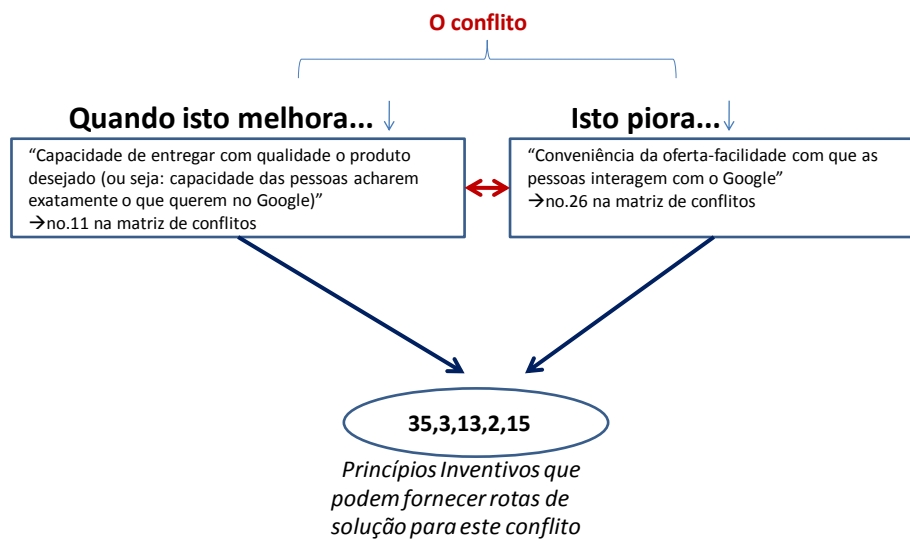 O conflito
Quando isto melhora...
Isto piora...
“Capacidade de entregar com qualidade o produto
desejado (ou seja: capacidade das pessoas acharem
exatamente o que querem no Google)”
→no.11 na matriz de conflitos
“Conveniência da oferta-facilidade com que as
pessoas interagem com o Google”
→no.26 na matriz de conflitos
35,3,13,2,15
Princípios Inventivos que
podem fornecer rotas de
solução para este conflito